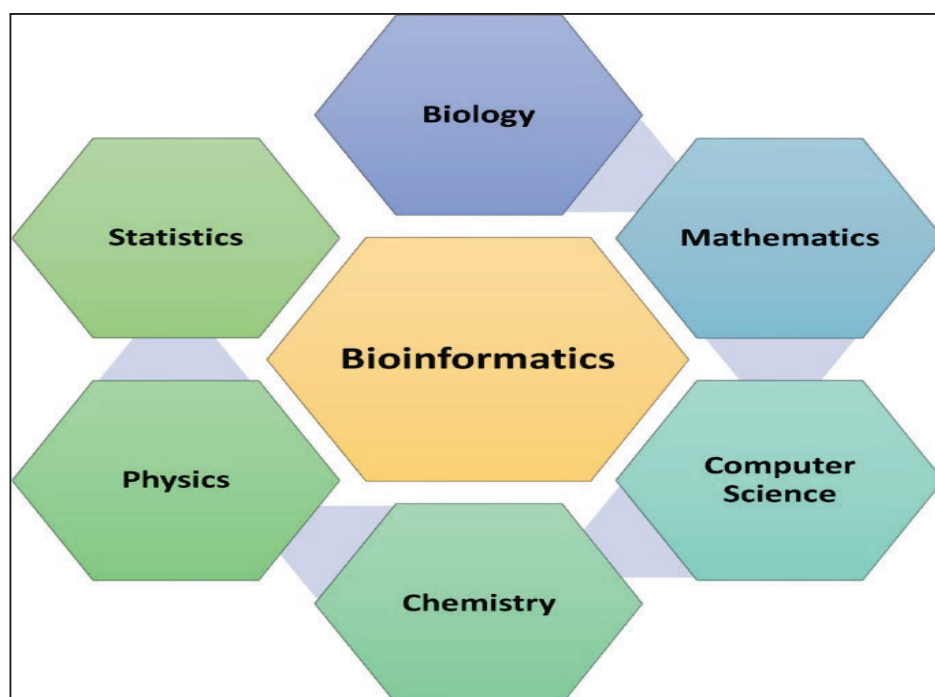 Biology
Statistics
Mathematics
Bioinformatics
Physics
Computer
Science
Chemistry